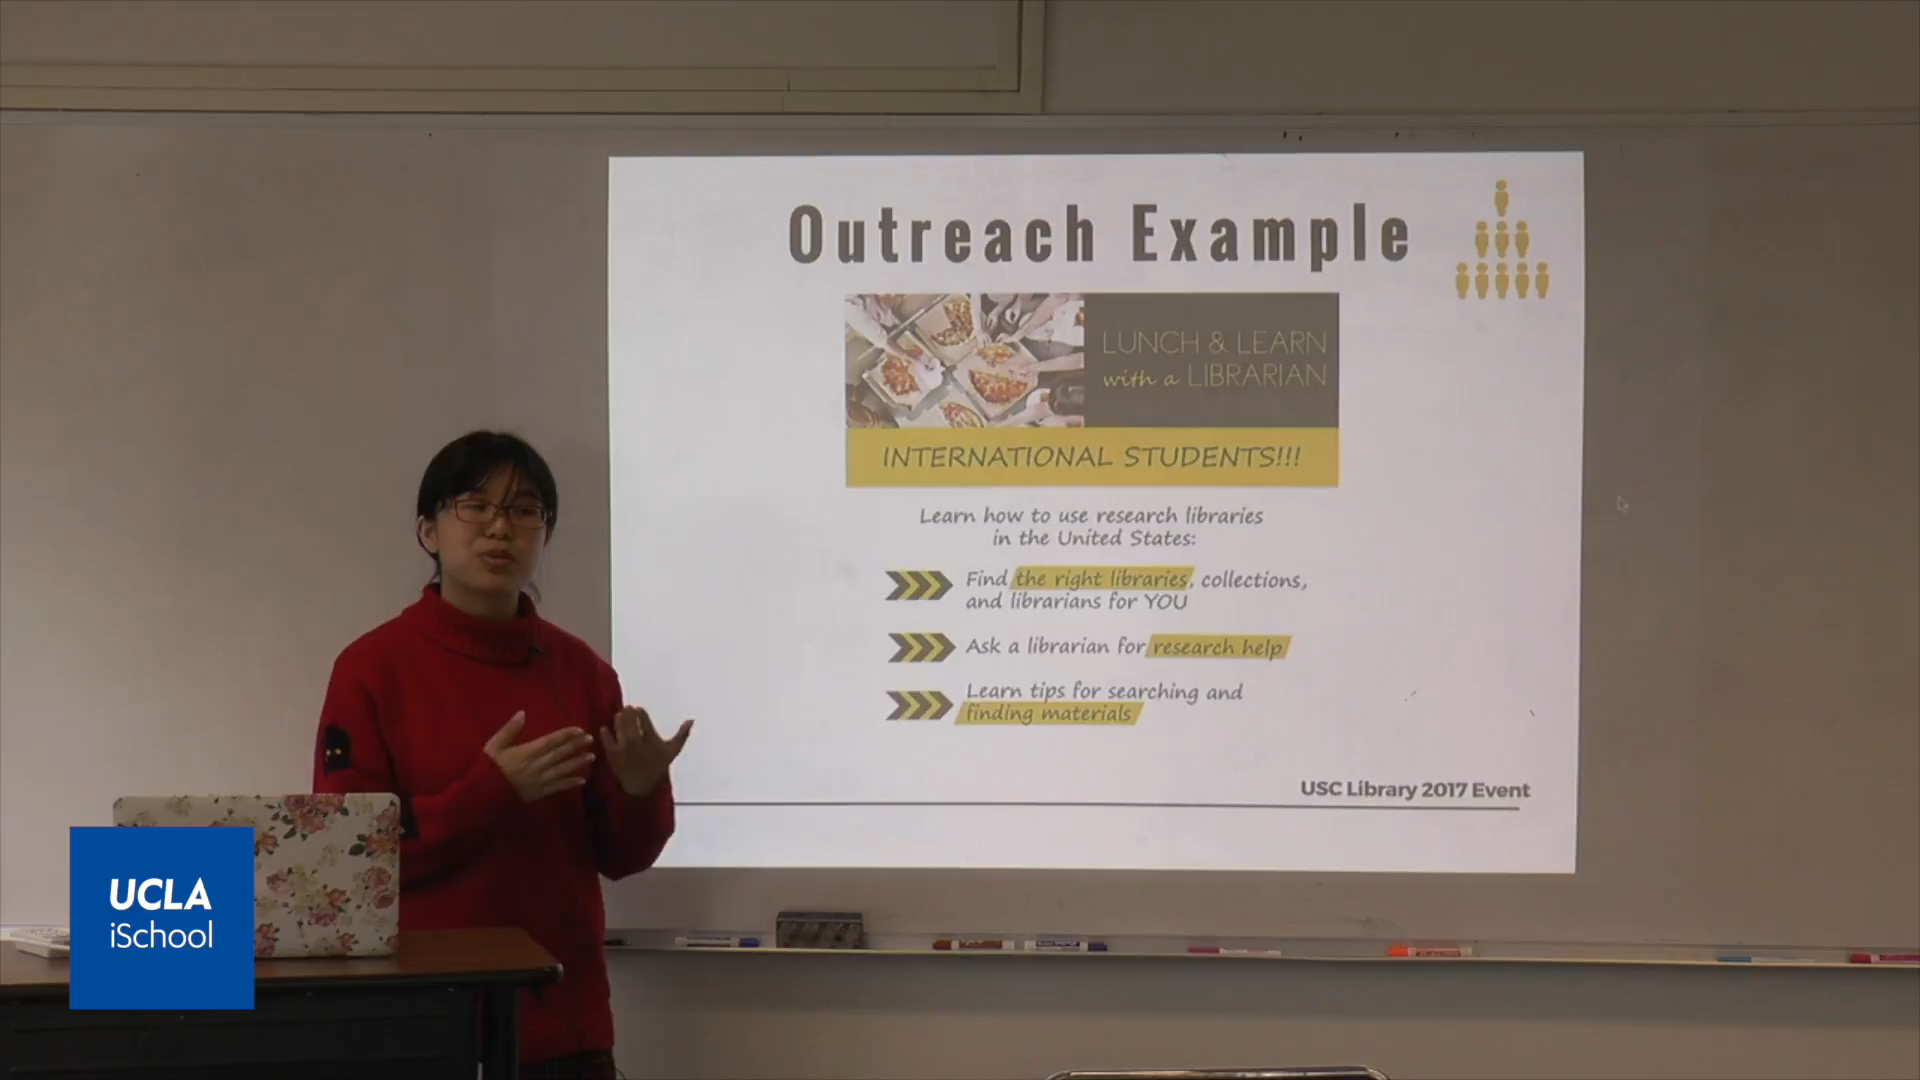 Outreach Example
LUNCH & LEARN
with a LIBRARIAN
INTERNATIONAL STUDENTS!!!
Learn how to use research libraries
in the United States:
Find the right libraries, collections,
and librarians for YOU
Ask a librarian for research help
Learn tips for searching and
finding materials
USC Library 2017 Event
UCLA
iSchool